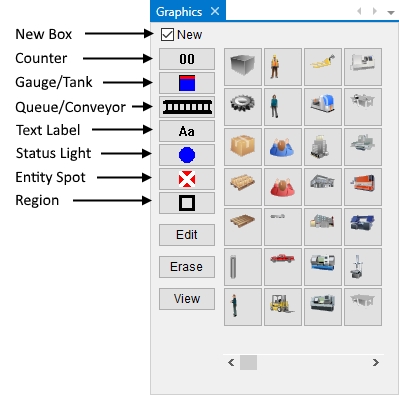 Graphics
New Box
New
Counter
00
Gauge/Tank
Queue/Conveyor
Text Label
Aa
Status Light
Entity Spot
Region
Edit
Erase
View